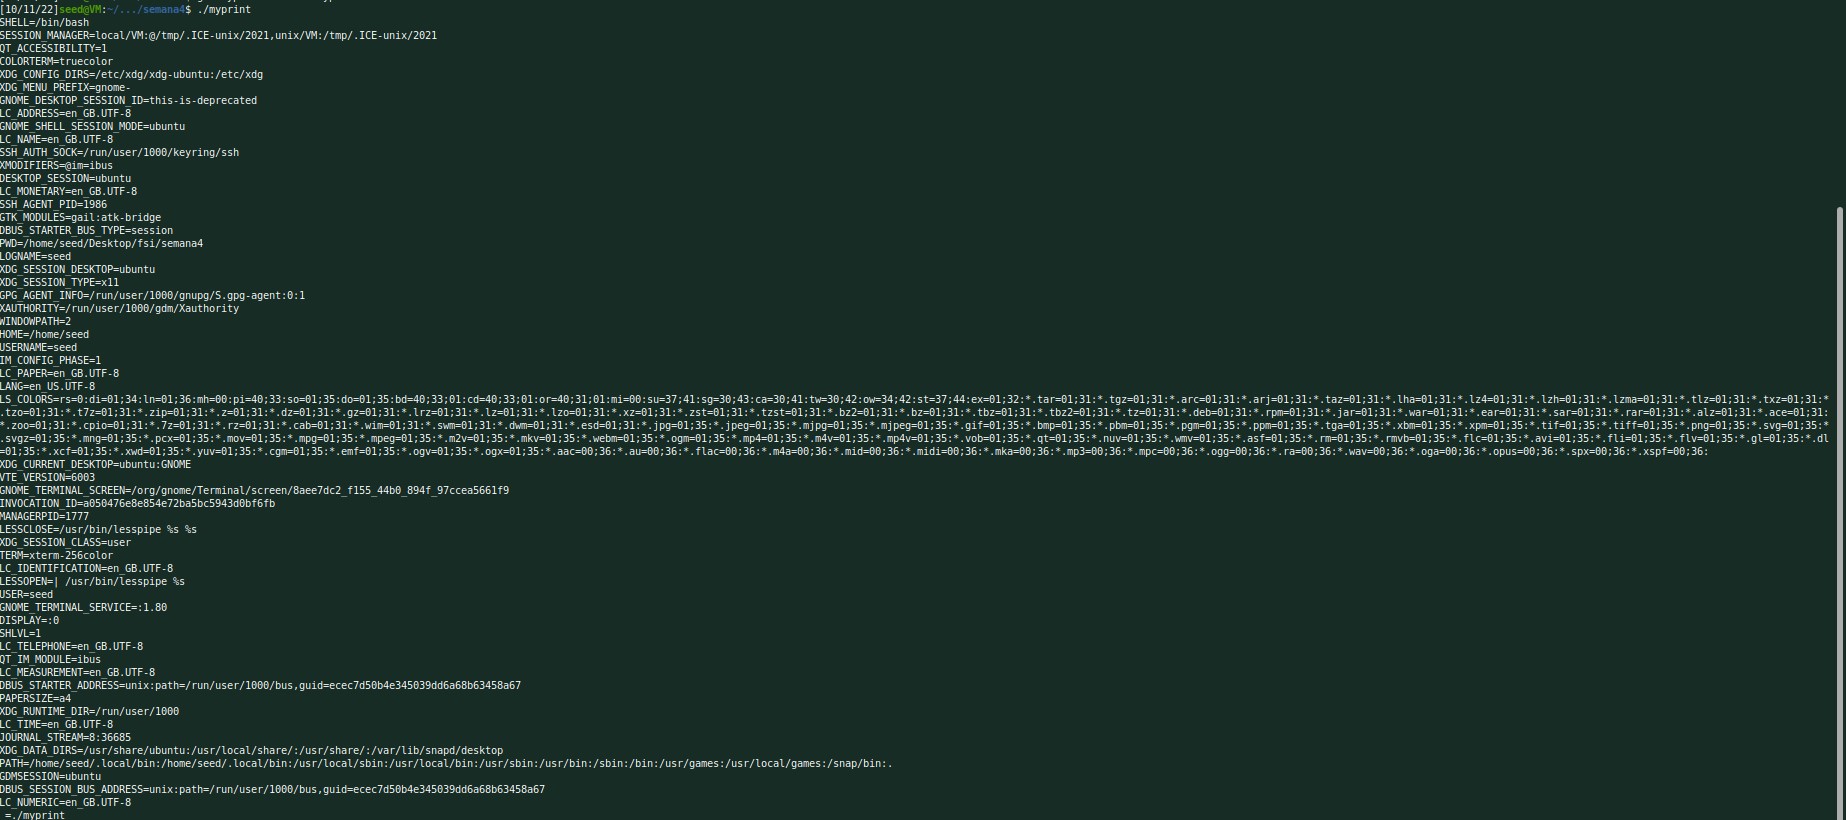 [10/11/22]seed@VM:~/.../semana4$ ./myprint
SHELL=/bin/bash
SESSION_MANAGER=local/VM:@/tmp/.ICE-unix/2021,unix/VM:/tmp/.ICE-unix/2021
QT_ACCESSIBILITY=1
COLORTERM=truecolor
XDG_CONFIG_DIRS=/etc/xdg/xdg-ubuntu:/etc/xdg
XDG_MENU_PREFIX=gnome-
GNOME_DESKTOP_SESSION_ID=this-is-deprecated
LC_ADDRESS=en_GB.UTF-8
GNOME_SHELL_SESSION_MODE=ubuntu
LC_NAME=en_GB.UTF-8
SSH_AUTH_SOCK=/run/user/1000/keyring/ssh
XMODIFIERS=@im=ibus
DESKTOP_SESSION=ubuntu
LC_MONETARY=en_GB.UTF-8
SSH_AGENT_PID=1986
GTK_MODULES=gail:atk-bridge
DBUS_STARTER_BUS_TYPE=session
PWD=/home/seed/Desktop/fsi/semana4
LOGNAME=seed
XDG_SESSION_DESKTOP=ubuntu
XDG_SESSION_TYPE=x11
GPG_AGENT_INFO=/run/user/1000/gnupg/S.gpg-agent:0:1
XAUTHORITY=/run/user/1000/gdm/Xauthority
WINDOWPATH=2
HOME=/home/seed
USERNAME=seed
IM_CONFIG_PHASE=1
LC_PAPER=en_GB.UTF-8
LANG=en_US.UTF-8
LS_COLORS=rs=0:di=01;34:ln=01;36:mh=00:pi=40;33:so=01;35:do=01;35:bd=40;33;01:cd=40;33;01:or=40;31;01:mi=00:su=37;41:sg=30;43:ca=30;41:tw=30;42:ow=34;42:st=37;44:ex=01;32:*.tar=01;31:*.tgz=01;31:*.arc=01;31:*.arj=01;31:*.taz=01;31:*.lha=01;31:*.lz4=01;31:*.lzh=01;31:*.lzma=01;31:*.tlz=01;31:*.txz=01;31:*
.tzo=01;31:*.t7z=01;31:*.zip=01;31:*.z=01;31:*.dz=01;31:*.gz=01;31:*.lrz=01;31:*.lz=01;31:*.lzo=01;31:*.xz=01;31:*.zst=01;31:*.tzst=01;31:*.bz2=01;31:*.bz=01;31:*.tbz=01;31:*.tbz2=01;31:*.tz=01;31:*.deb=01;31:*.rpm=01;31:*.jar=01;31:*.war=01;31:*.ear=01;31:*.sar=01;31:*.rar=01;31:*.alz=01;31:*.ace=01;31:
*.zoo=01;31:*.cpio=01;31:*.7z=01;31:*.rz=01;31:*.cab=01;31:*.wim=01;31:*.swm=01;31:*.dwm=01;31:*.esd=01;31:*.jpg=01;35:*.jpeg=01;35:*.mjpg=01;35:*.mjpeg=01;35:*.gif=01;35:*.bmp=01;35:*.pbm=01;35:*.pgm=01;35:*.ppm=01;35:*.tga=01;35:*.xbm=01;35:*.xpm=01;35:*.tif=01;35:*.tiff=01;35:*.png=01;35:*.svg=01;35:*
.svgz=01;35:*.mng=01;35:*.pcx=01;35:*.mov=01;35:*.mpg=01;35:*.mpeg=01;35:*.m2v=01;35:*.mkv=01;35:*.webm=01;35:*.ogm=01;35:*.mp4=01;35:*.m4v=01;35:*.mp4v=01;35:*.vob=01;35:*.qt=01;35:*.nuv=01;35:*.wmv=01;35:*.asf=01;35:*.rm=01;35:*.rmvb=01;35:*.flc=01;35:*.avi=01;35:*.fli=01;35:*.flv=01;35:*.gl=01;35:*.dl
=01;35:*.xcf=01;35:*.xwd=01;35:*.yuv=01;35:*.cgm=01;35:*.emf=01;35:*.ogv=01;35:*.ogx=01;35:*.aac=00;36:*.au=00;36:*.flac=00;36:*.m4a=00;36:*.mid=00;36:*.midi=00;36:*.mka=00;36:*.mp3=00;36:*.mpc=00;36:*.ogg=00;36:*.ra=00;36:*.wav=00;36:*.oga=00;36:*.opus=00;36:*.spx=00;36:*.xspf=00;36:
XDG_CURRENT_DESKTOP=ubuntu:GNOME
VTE_VERSION=6003
GNOME_TERMINAL_SCREEN=/org/gnome/Terminal/screen/8aee7dc2_f155_44b0_894f_97ccea5661f9
INVOCATION_ID=a050476e8e854e72ba5bc5943d0bf6fb
MANAGERPID=1777
LESSCLOSE=/usr/bin/lesspipe %s %s
XDG_SESSION_CLASS=user
TERM=xterm-256color
LC_IDENTIFICATION=en_GB.UTF-8
LESSOPEN=| /usr/bin/lesspipe %s
USER=seed
GNOME_TERMINAL_SERVICE=:1.80
DISPLAY=:0
SHLVL=1
LC_TELEPHONE=en_GB.UTF-8
QT_IM_MODULE=ibus
LC_MEASUREMENT=en_GB.UTF-8
DBUS_STARTER_ADDRESS=unix:path=/run/user/1000/bus,guid=ecec7d50b4e345039dd6a68b63458a67
PAPERSIZE=a4
XDG_RUNTIME_DIR=/run/user/1000
LC_TIME=en_GB.UTF-8
JOURNAL_STREAM=8:36685
XDG_DATA_DIRS=/usr/share/ubuntu:/usr/local/share/:/usr/share/:/var/lib/snapd/desktop
PATH=/home/seed/.local/bin:/home/seed/.local/bin:/usr/local/sbin:/usr/local/bin:/usr/sbin:/usr/bin:/sbin:/bin:/usr/games:/usr/local/games:/snap/bin:.
GDMSESSION=ubuntu
DBUS_SESSION_BUS_ADDRESS=unix:path=/run/user/1000/bus,guid=ecec7d50b4e345039dd6a68b63458a67
LC_NUMERIC=en_GB.UTF-8
=./myprint